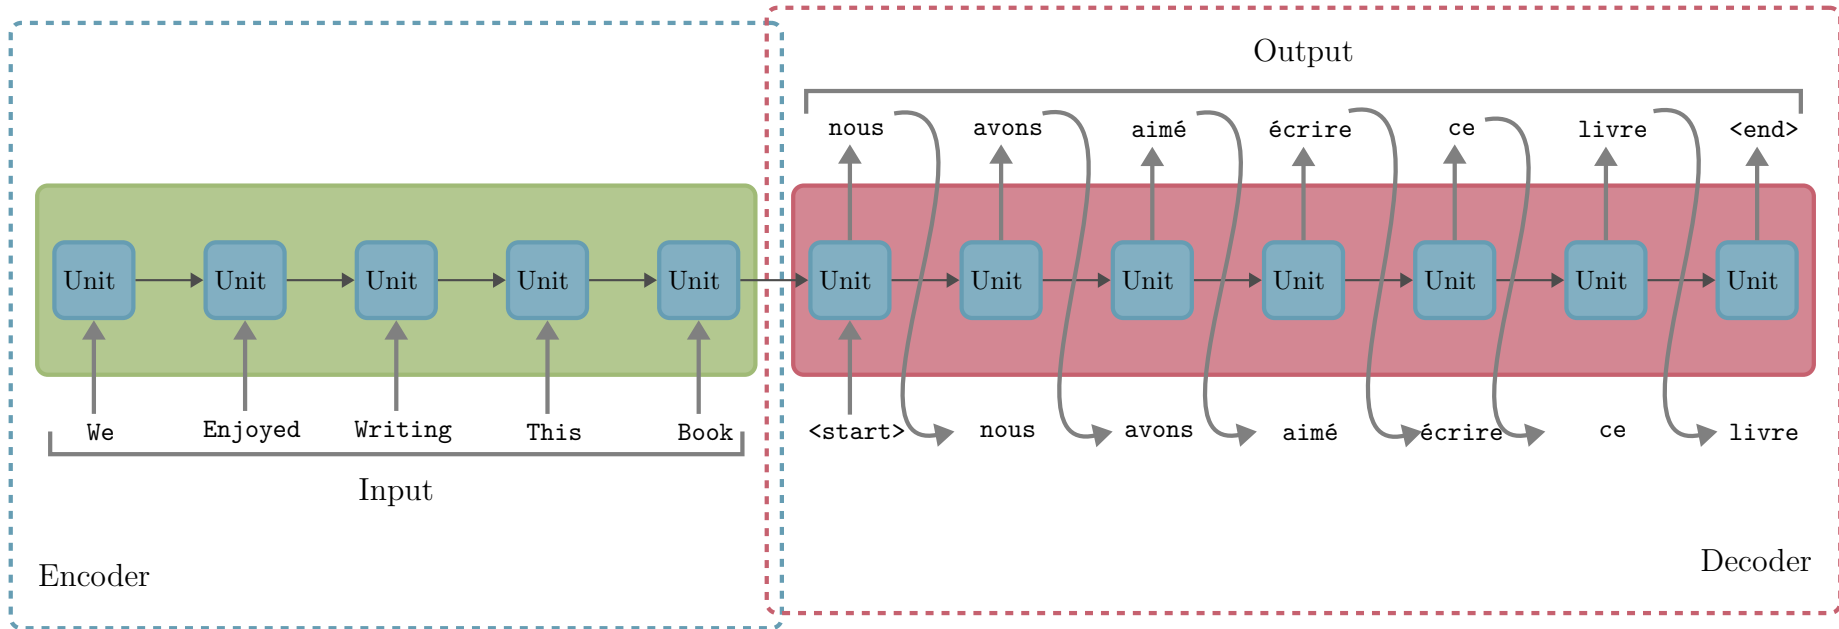 Output
nous avons aimé écrire ce livre <end>
Unit Unit Unit Unit Unit Unit Unit Unit Unit Unit Unit Unit
We Enjoyed Writing This Book <start> nous avons aimé écrire ce livre
Input
Encoder
Decoder